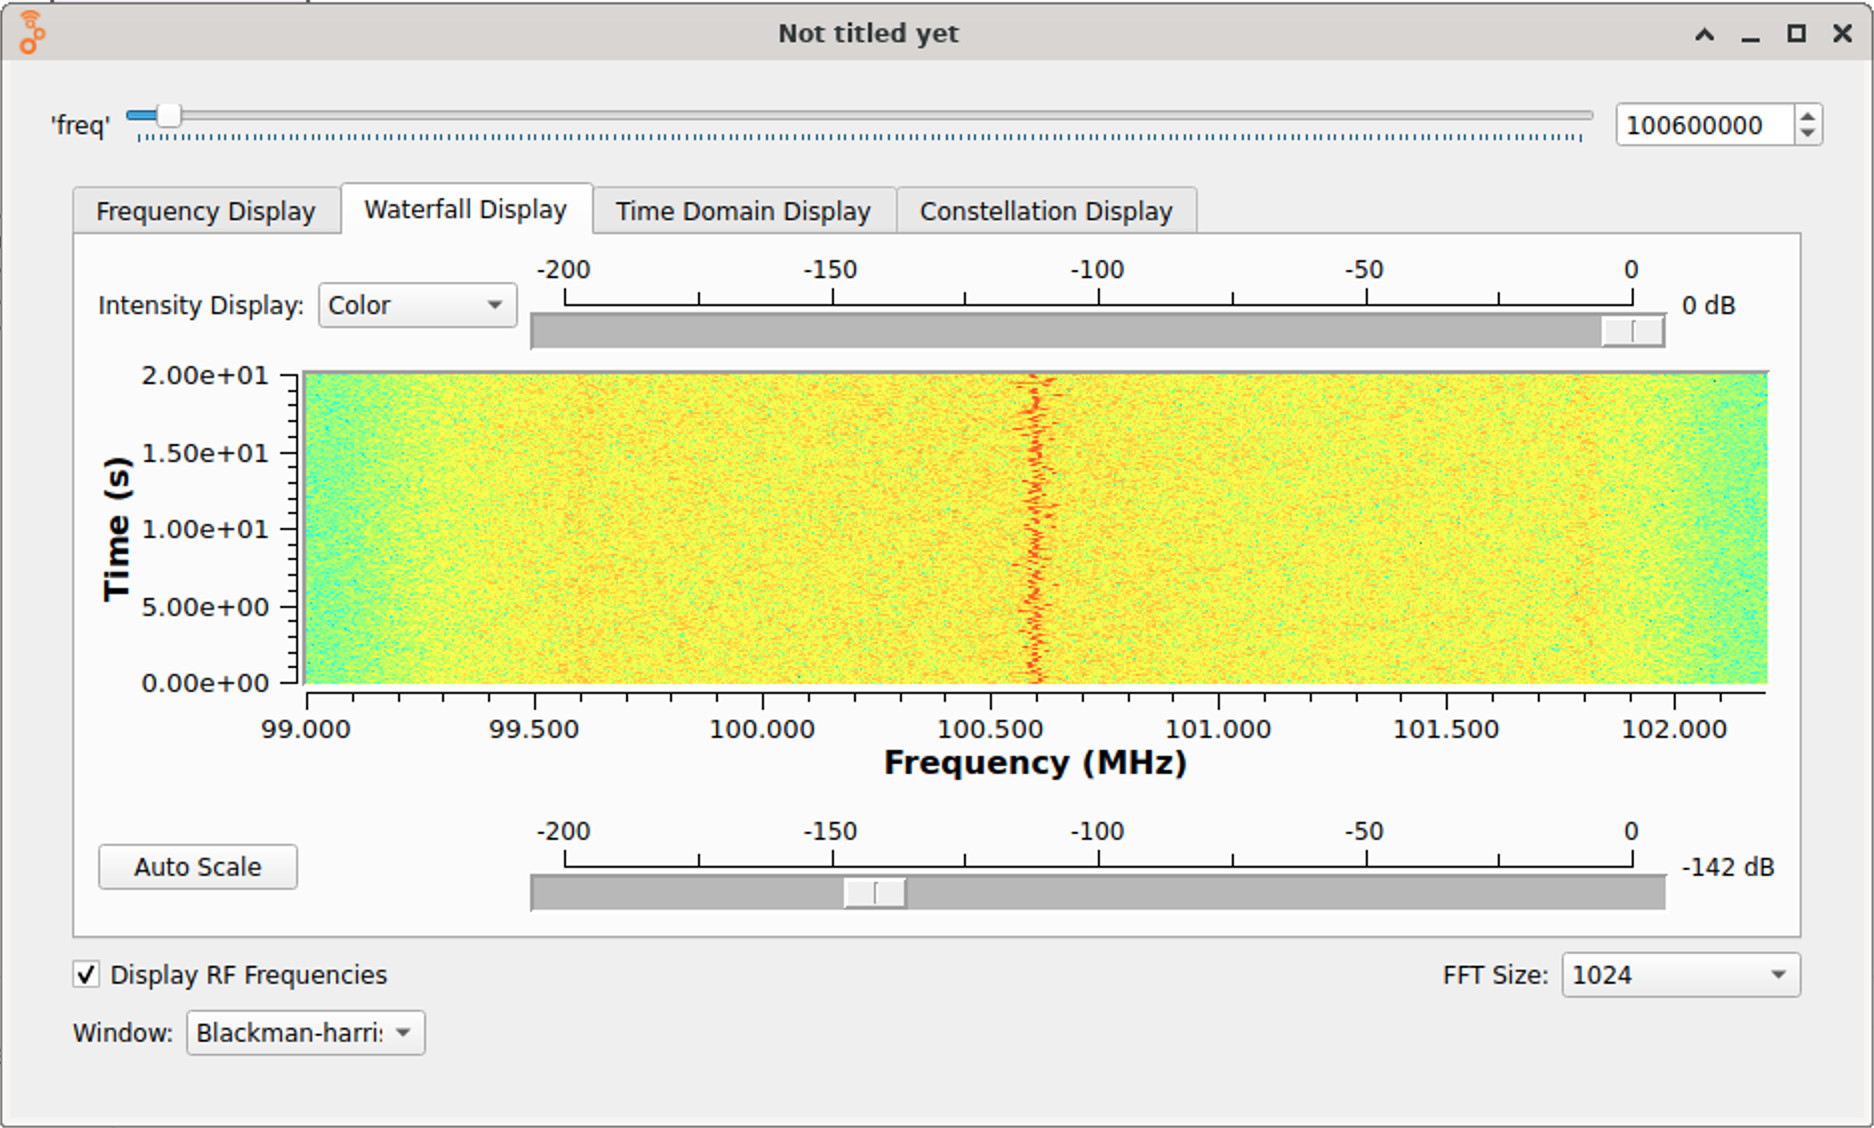 Not titled yet
'freq' 100600000
Frequency Display Waterfall Display Time Domain Display Constellation Display
-200 -150 -100 -50 0
Intensity Display: Color 0 dB
2.00e+01
1.50e+01
1.00e+01
5.00e+00
0.00e+00
Time (s)
99.000 99.500 100.000 100.500 101.000 101.500 102.000
Frequency (MHz)
-200 -150 -100 -50 0
Auto Scale -142 dB
Display RF Frequencies FFT Size: 1024
Window: Blackman-harri